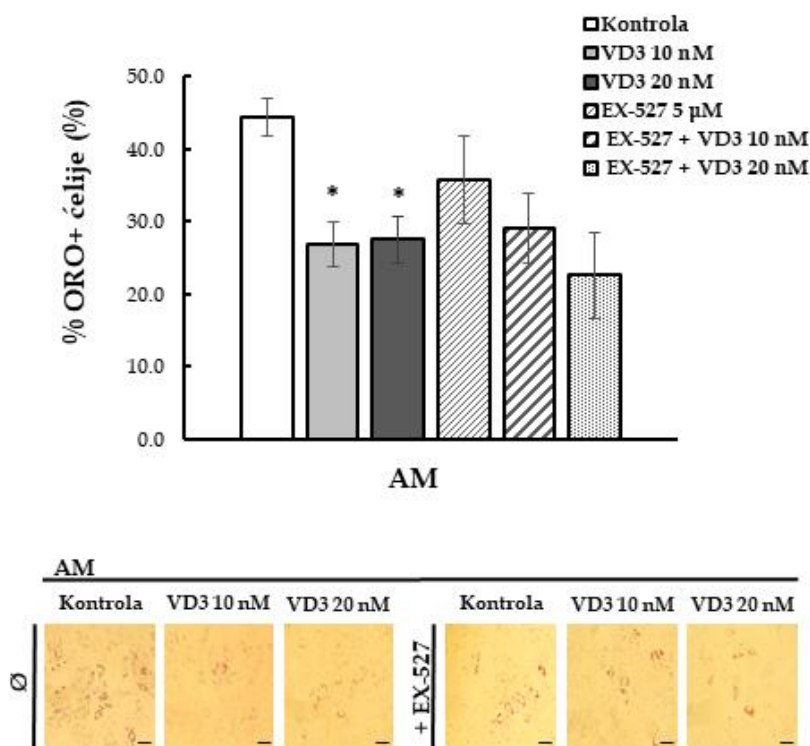 Kontrola
VD3 10 nM
VD3 20 nM
EX-527 5 µM
EX-527 + VD3 10 nM
EX-527 + VD3 20 nM
% ORO+ ćelije (%)
50.0
40.0
30.0
20.0
10.0
0.0
* *
AM
AM
Kontrola VD3 10 nM VD3 20 nM Kontrola VD3 10 nM VD3 20 nM
Ø
+ EX-527